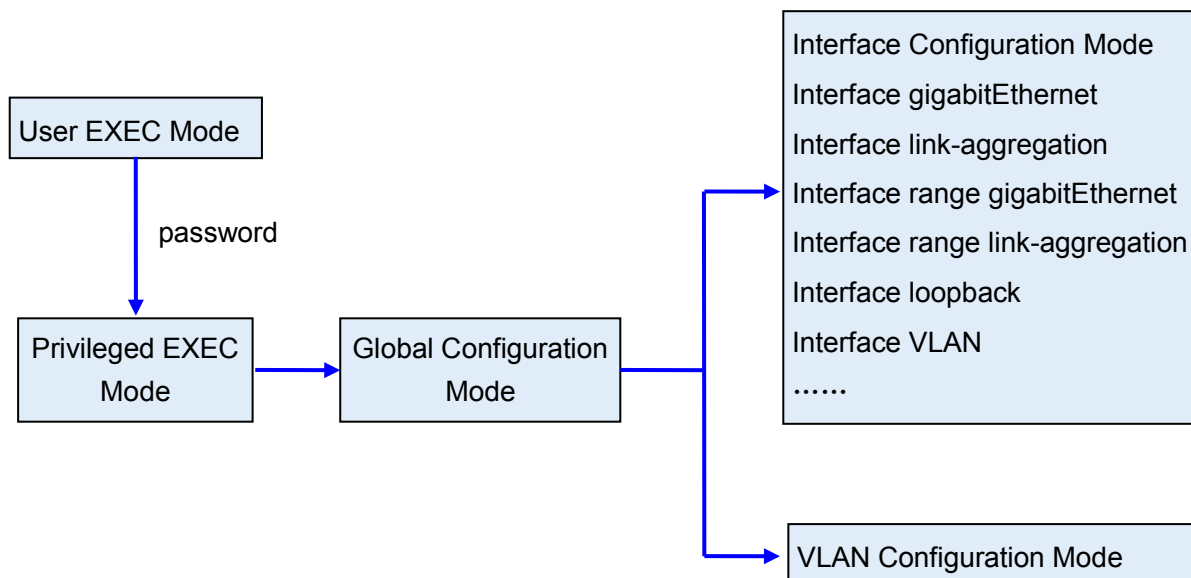 User EXEC Mode
password
Privileged EXEC
Mode
Global Configuration
Mode
Interface Configuration Mode
Interface gigabitEthernet
Interface link-aggregation
Interface range gigabitEthernet
Interface range link-aggregation
Interface loopback
Interface VLAN
……
VLAN Configuration Mode